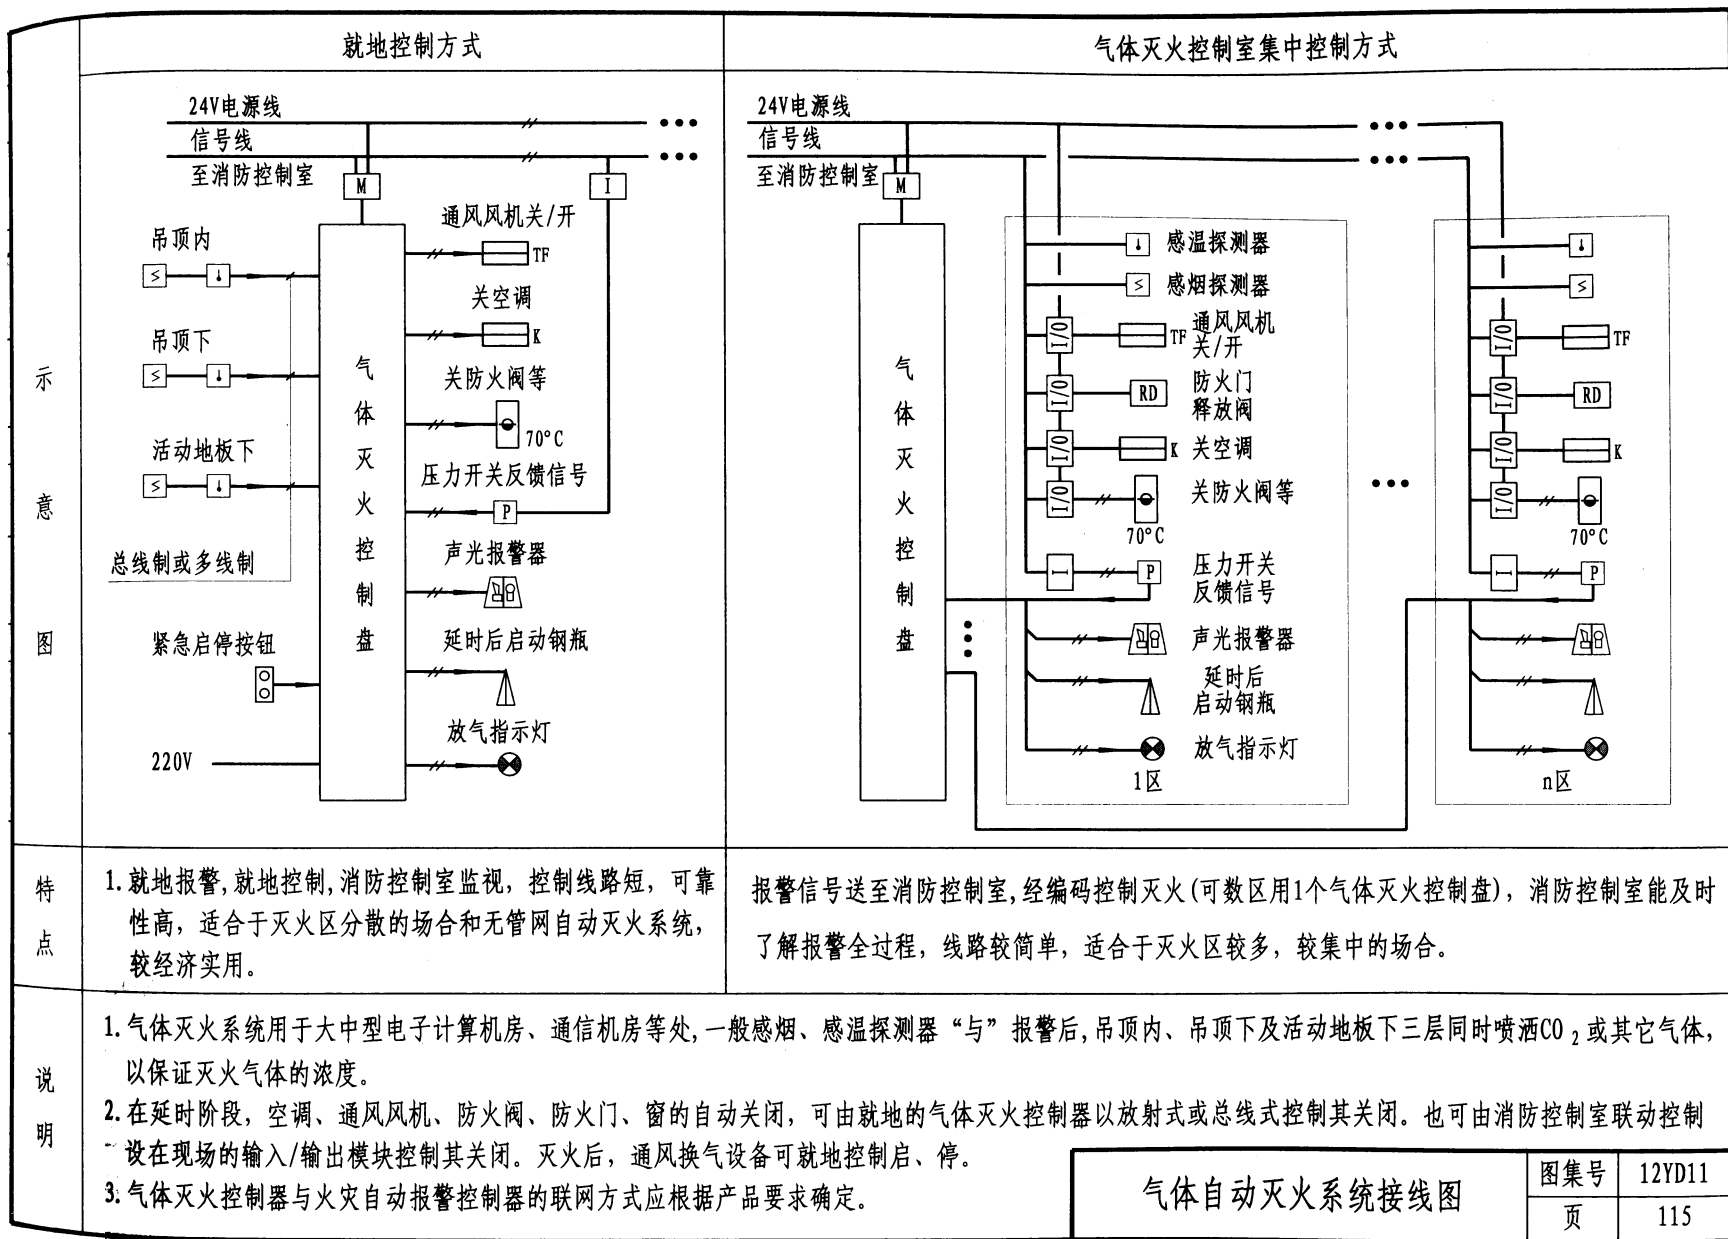 就地控制方式
气体灭火控制室集中控制方式
示意图
24V电源线
信号线
至消防控制室
M
I
吊顶内
吊顶下
活动地板下
总线制或多线制
紧急启停按钮
220V
气体灭火控制盘
通风风机关/开
TF
关空调
K
关防火阀等
70°C
压力开关反馈信号
P
声光报警器
延时后启动钢瓶
放气指示灯
24V电源线
信号线
至消防控制室
M
气体灭火控制盘
感温探测器
感烟探测器
I/O
TF
通风风机
关/开
I/O
RD
防火门
释放阀
I/O
K
关空调
I/O
关防火阀等
70°C
I
P
压力开关
反馈信号
声光报警器
延时后
启动钢瓶
放气指示灯
1区
I/O
TF
I/O
RD
I/O
K
I/O
70°C
I
P
n区
特点
1.就地报警,就地控制,消防控制室监视，控制线路短，可靠
性高，适合于灭火区分散的场合和无管网自动灭火系统，
较经济实用。
报警信号送至消防控制室,经编码控制灭火(可数区用1个气体灭火控制盘)，消防控制室能及时
了解报警全过程，线路较简单，适合于灭火区较多，较集中的场合。
说明
1.气体灭火系统用于大中型电子计算机房、通信机房等处,一般感烟、感温探测器“与”报警后,吊顶内、吊顶下及活动地板下三层同时喷洒CO₂或其它气体，
以保证灭火气体的浓度。
2.在延时阶段，空调、通风风机、防火阀、防火门、窗的自动关闭，可由就地的气体灭火控制器以放射式或总线式控制其关闭。也可由消防控制室联动控制
设在现场的输入/输出模块控制其关闭。灭火后，通风换气设备可就地控制启、停。
3.气体灭火控制器与火灾自动报警控制器的联网方式应根据产品要求确定。
气体自动灭火系统接线图
图集号
12YD11
页
115